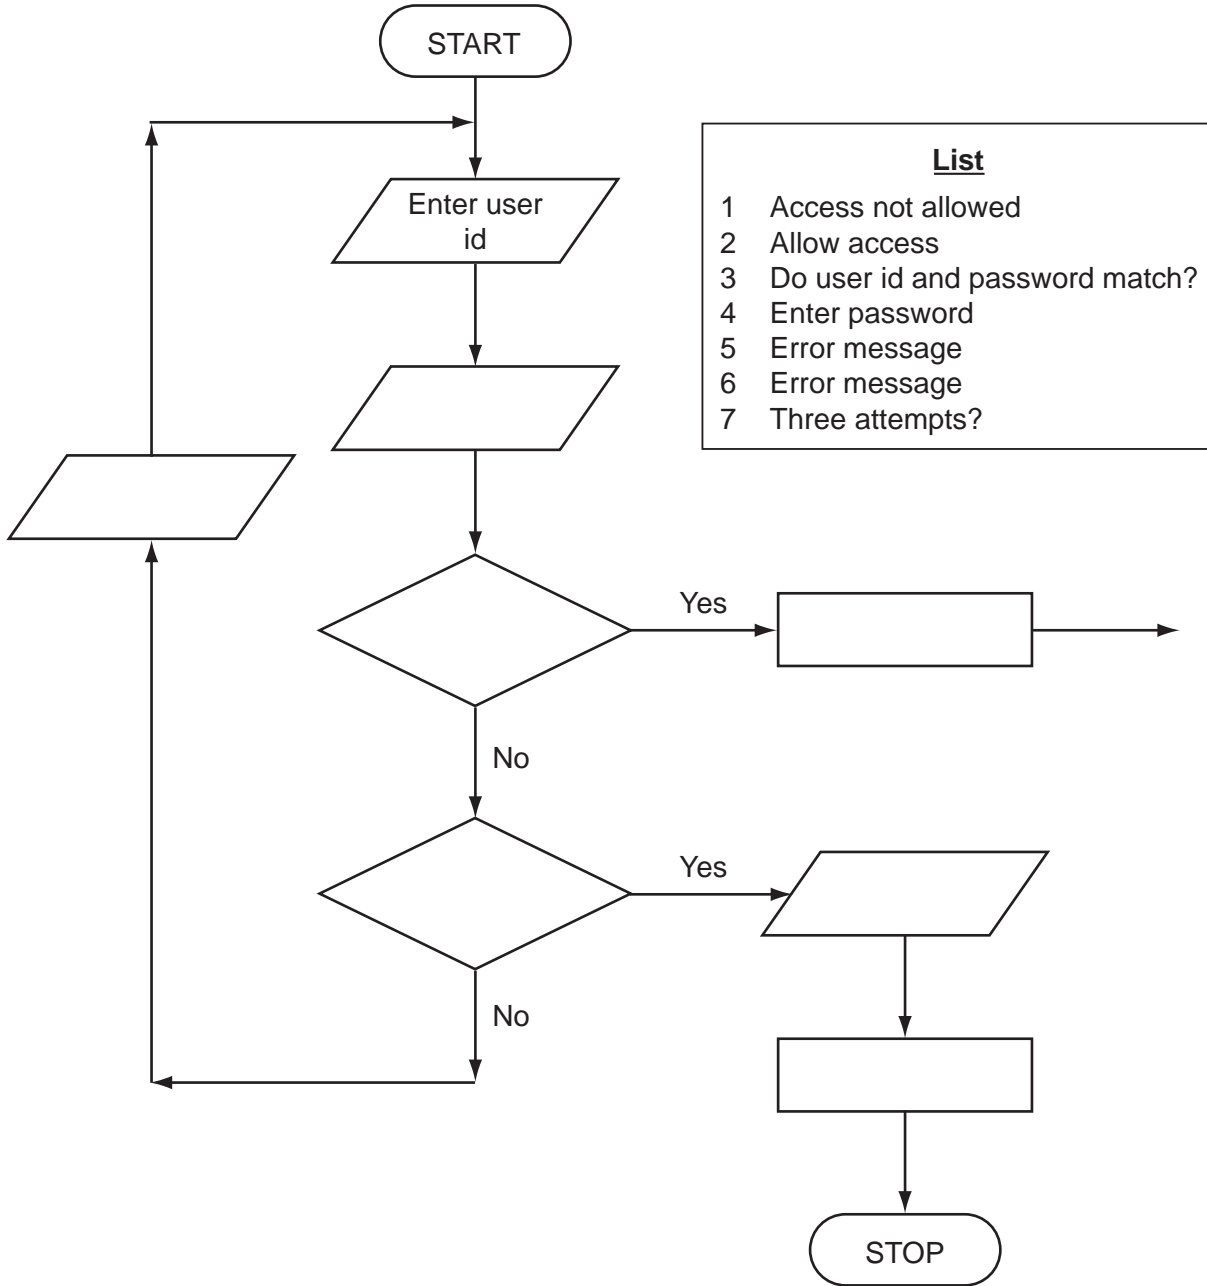 START
Enter user
id
List
1 Access not allowed
2 Allow access
3 Do user id and password match?
4 Enter password
5 Error message
6 Error message
7 Three attempts?
Yes
No
Yes
No
STOP